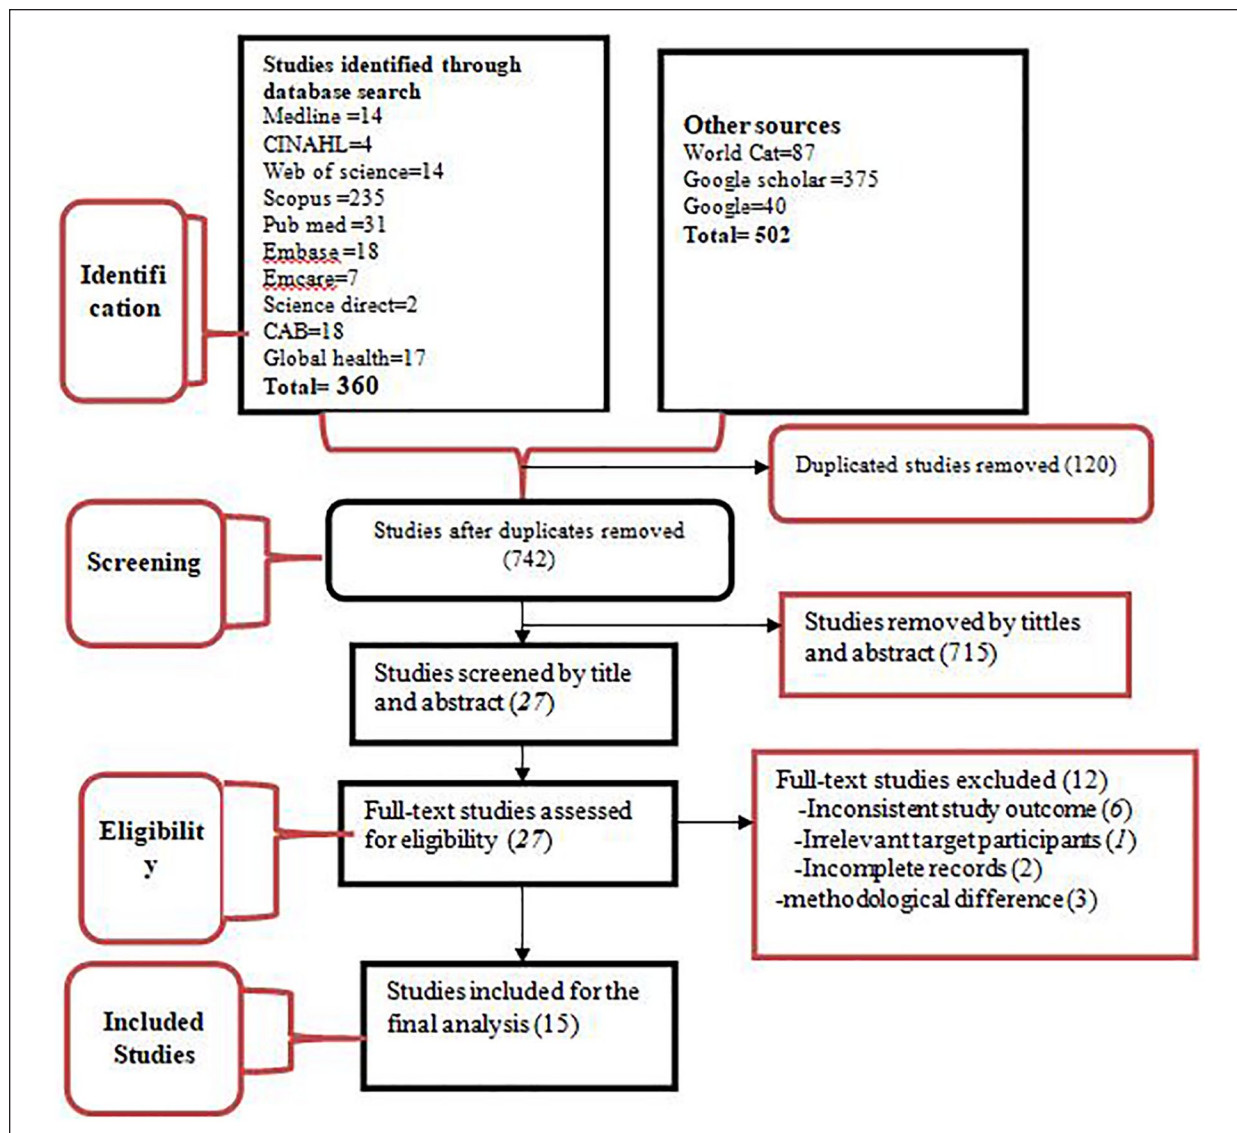 Studies identified through
database search
Medline =14
CINAHL=4
Web of science=14
Scopus =235
Pub med =31
Embase =18
Emcare=7
Science direct=2
CAB=18
Global health=17
Total= 360
Other sources
World Cat=87
Google scholar =375
Google=40
Total= 502
Identifi
cation
Duplicated studies removed (120)
Screening
Studies after duplicates removed
(742)
Studies removed by tittles
and abstract (715)
Studies screened by title
and abstract (27)
Eligibilit
y
Full-text studies assessed
for eligibility (27)
Full-text studies excluded (12)
-Inconsistent study outcome (6)
-Irrelevant target participants (1)
-Incomplete records (2)
-methodological difference (3)
Included
Studies
Studies included for the
final analysis (15)